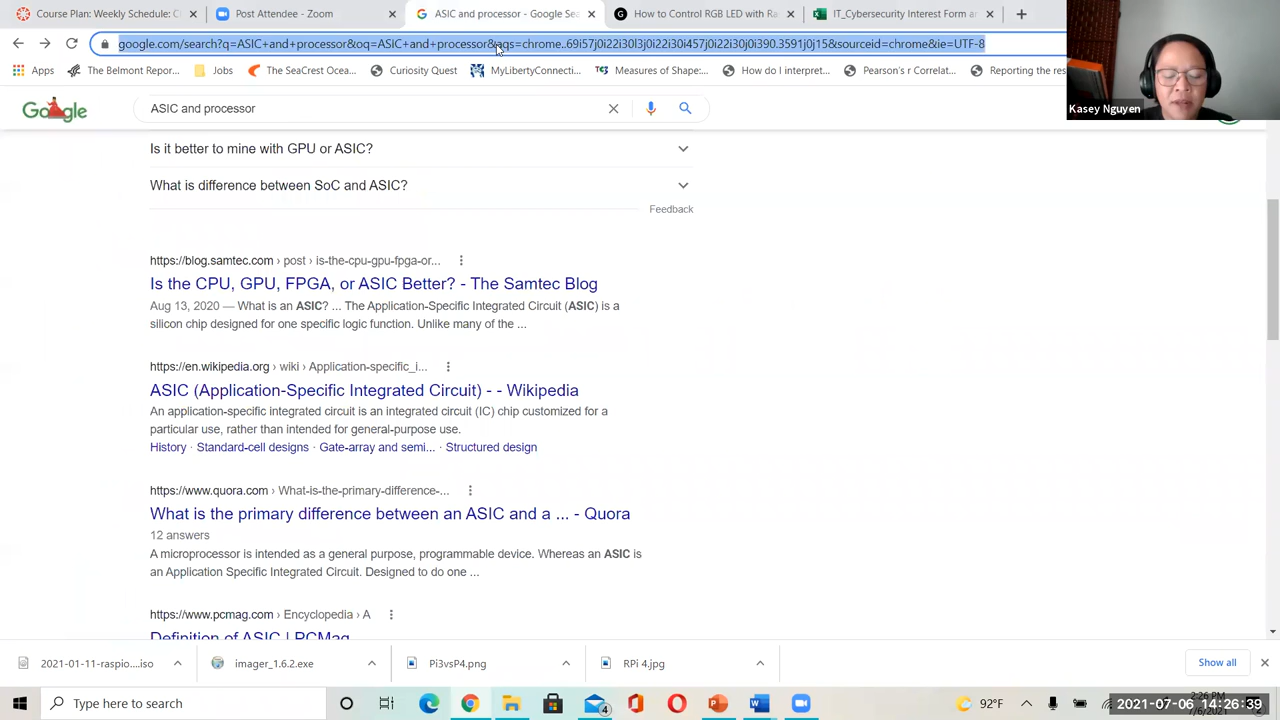 Course Plan: Weekly Schedule: C
Post Attendee - Zoom
ASIC and processor - Google Sea
How to Control RGB LED with Ra
IT_Cybersecurity Interest Form ar
google.com/search?q=ASIC+and+processor&oq=ASIC+and+processor&aqs=chrome..69i57j0i22i30l3j0i22i30i457j0i22i30j0i390.3591j0j15&sourceid=chrome&ie=UTF-8
Apps
The Belmont Repor...
Jobs
The SeaCrest Ocea...
Curiosity Quest
MyLibertyConnecti...
Measures of Shape:...
How do I interpret...
Pearson's r Correlat...
Reporting the res
Kasey Nguyen
Google
ASIC and processor
Is it better to mine with GPU or ASIC?
What is difference between SoC and ASIC?
Feedback
https://blog.samtec.com › post › is-the-cpu-gpu-fpga-or...
Is the CPU, GPU, FPGA, or ASIC Better? - The Samtec Blog
Aug 13, 2020 — What is an ASIC? ... The Application-Specific Integrated Circuit (ASIC) is a
silicon chip designed for one specific logic function. Unlike many of the ...
https://en.wikipedia.org › wiki › Application-specific_i...
ASIC (Application-Specific Integrated Circuit) - - Wikipedia
An application-specific integrated circuit is an integrated circuit (IC) chip customized for a
particular use, rather than intended for general-purpose use.
History · Standard-cell designs · Gate-array and semi... · Structured design
https://www.quora.com › What-is-the-primary-difference-...
What is the primary difference between an ASIC and a ... - Quora
12 answers
A microprocessor is intended as a general purpose, programmable device. Whereas an ASIC is
an Application Specific Integrated Circuit. Designed to do one ...
https://www.pcmag.com › Encyclopedia › A
Definition of ASIC | PCMag
2021-01-11-raspio....iso
imager_1.6.2.exe
Pi3vsP4.png
RPi 4.jpg
Show all
Type here to search
4
92°F
2:26 PM
2021-07-06 14:26:39